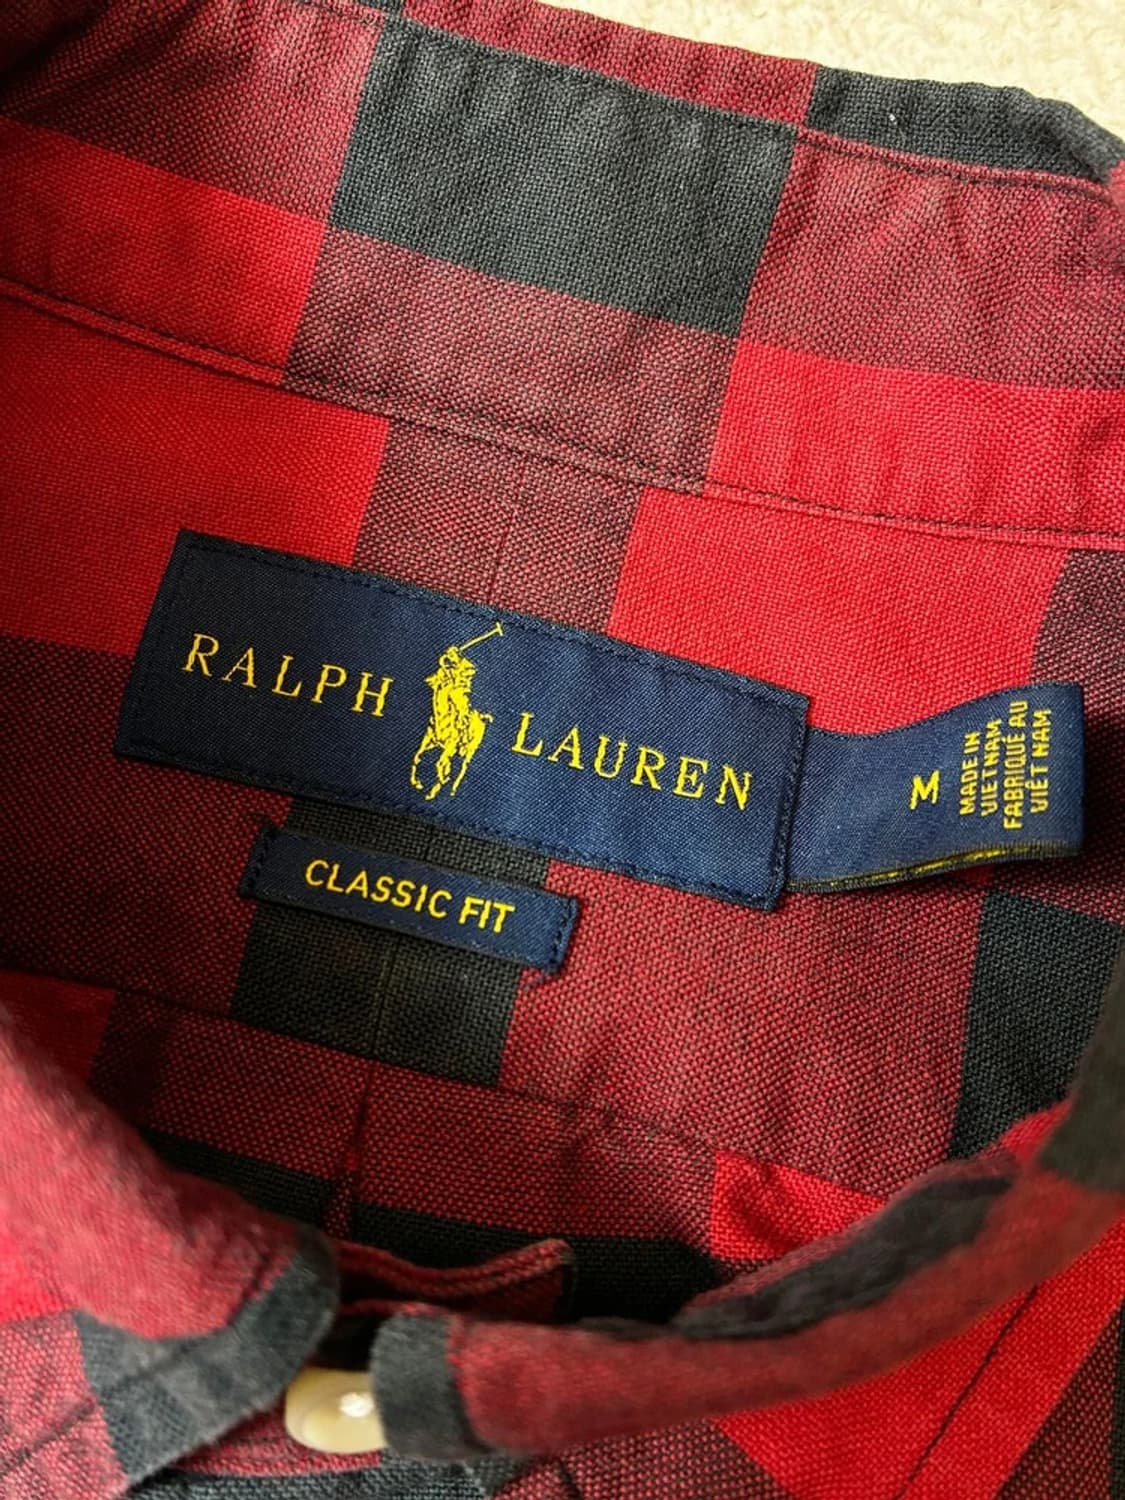 RALPH LAUREN
CLASSIC FIT
M
MADE IN
VIETNAM
FABRIQUÉ AU
VIÊT NAM